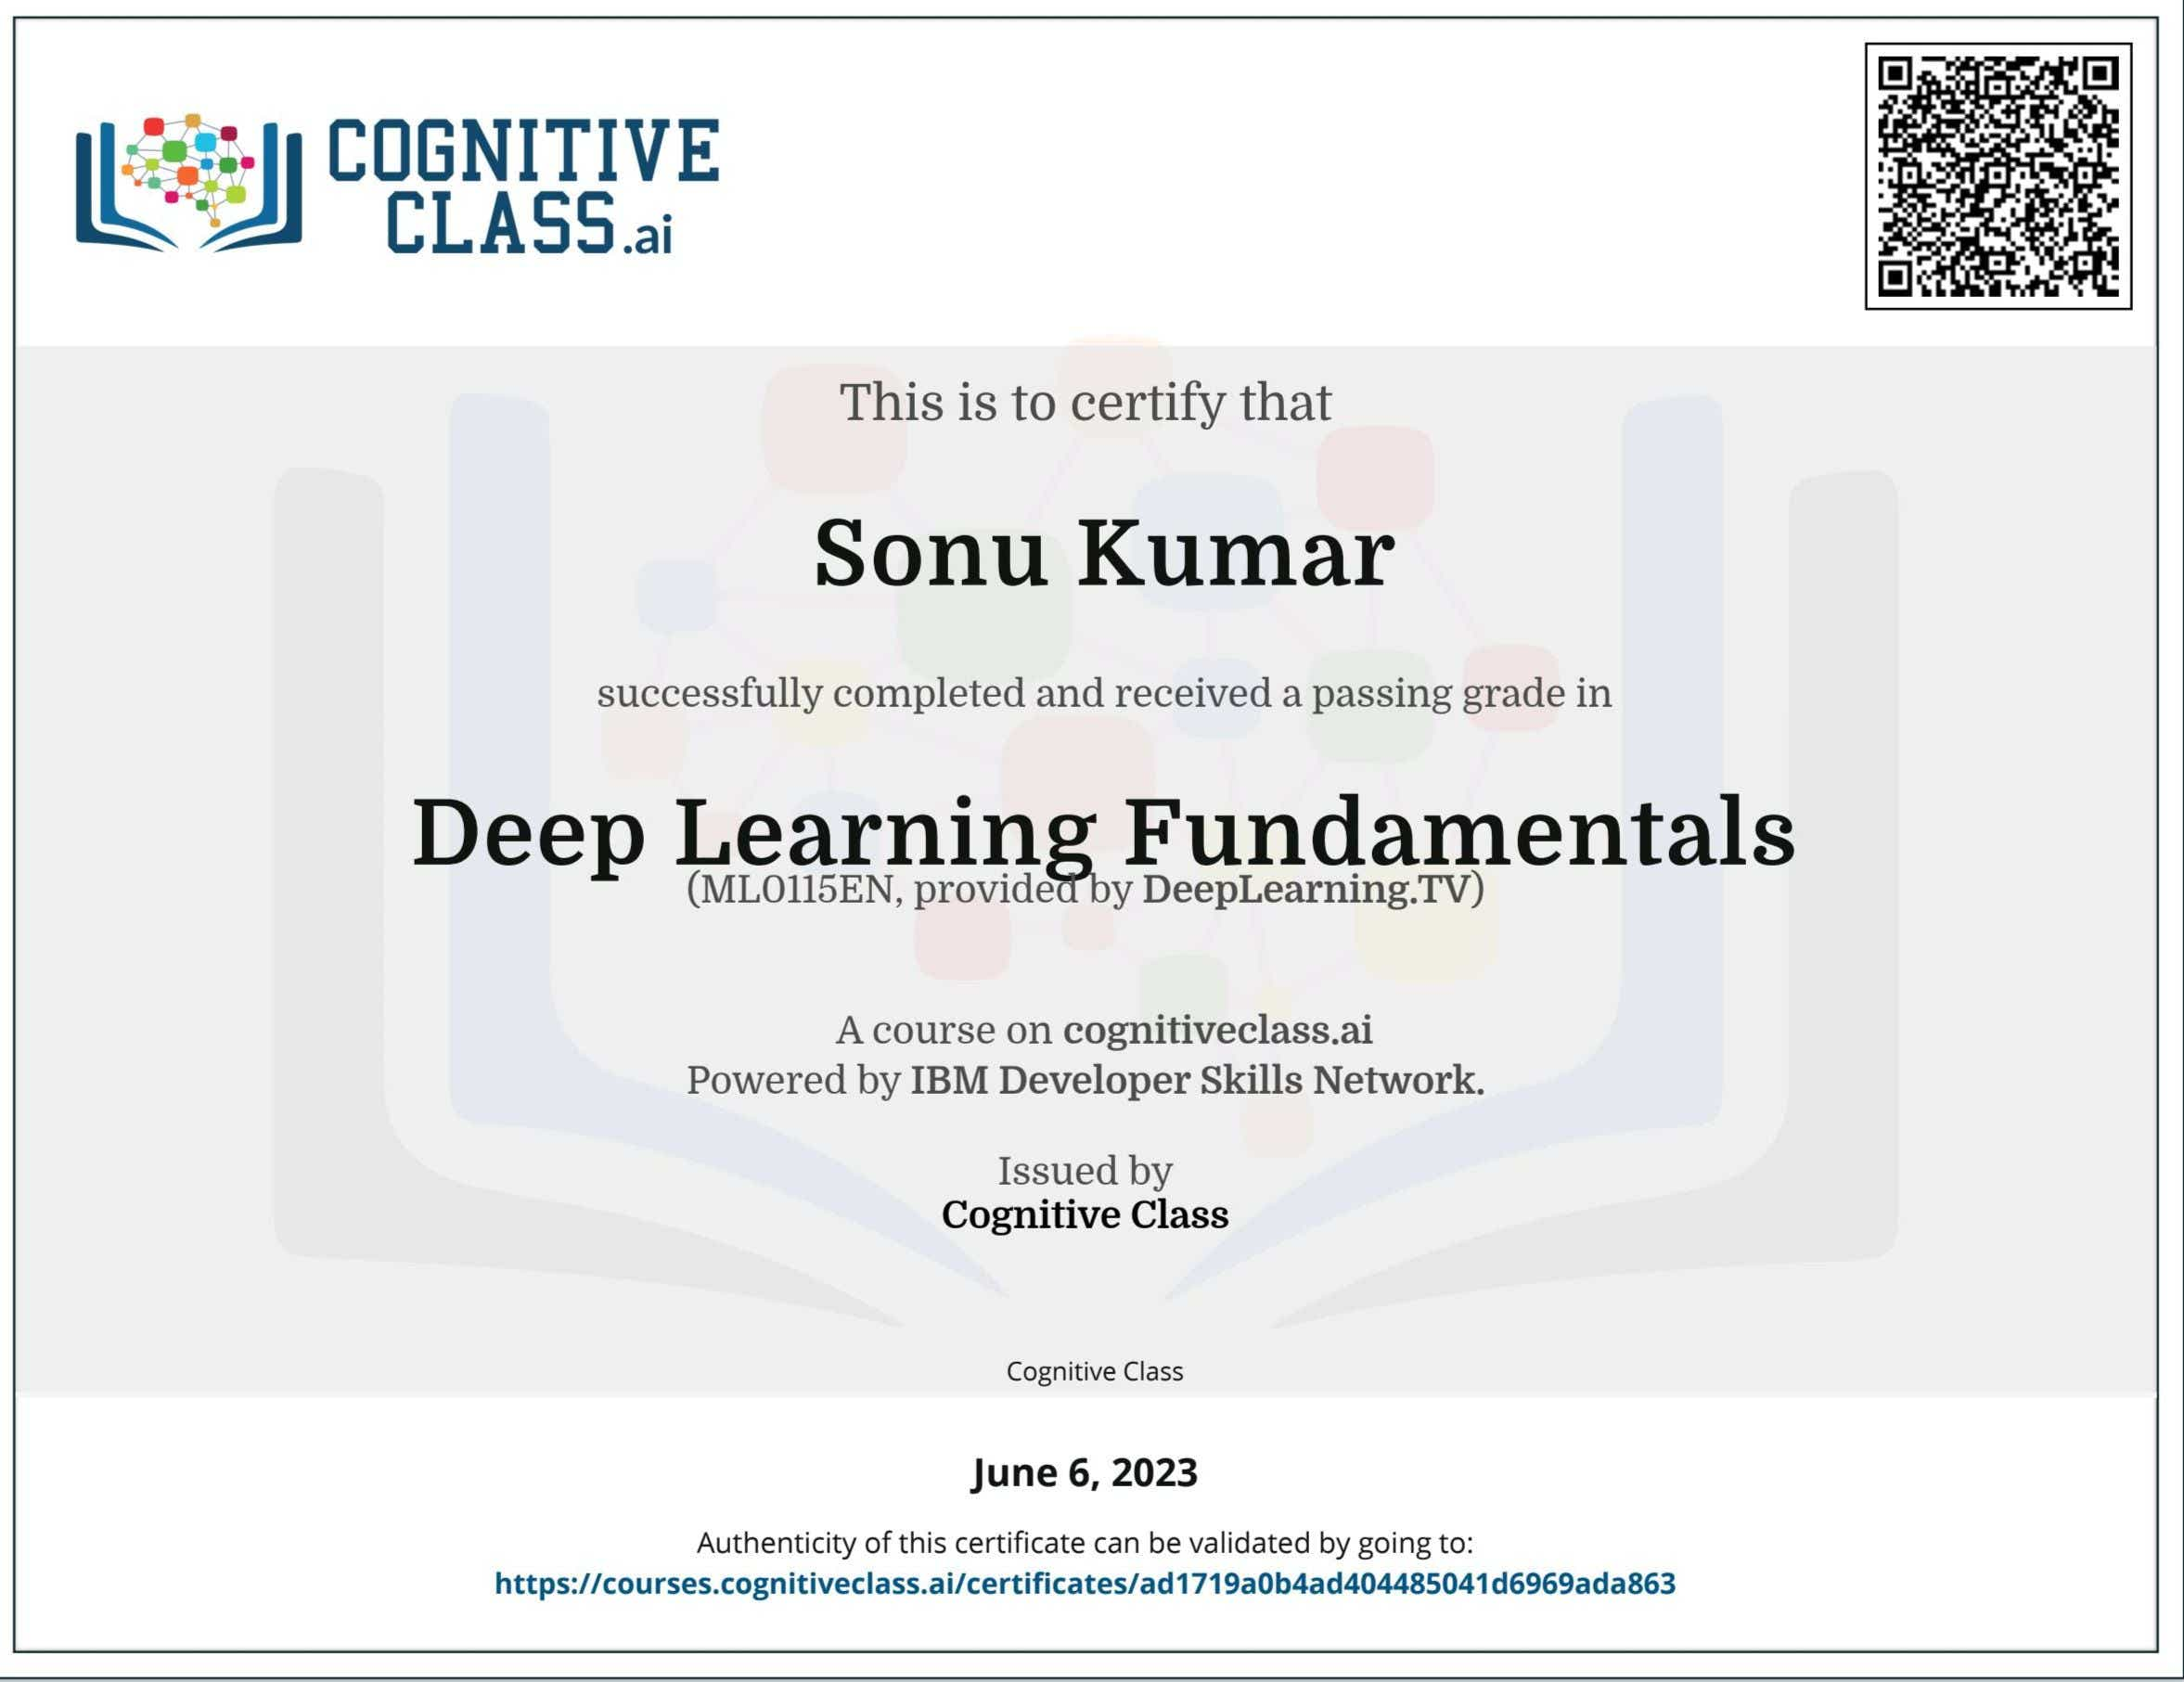 COGNITIVE
CLASS.ai
This is to certify that
Sonu Kumar
successfully completed and received a passing grade in
Deep Learning Fundamentals
(ML0115EN, provided by DeepLearning.TV)
A course on cognitiveclass.ai
Powered by IBM Developer Skills Network.
Issued by
Cognitive Class
Cognitive Class
June 6, 2023
Authenticity of this certificate can be validated by going to:
https://courses.cognitiveclass.ai/certificates/ad1719a0b4ad404485041d6969ada863